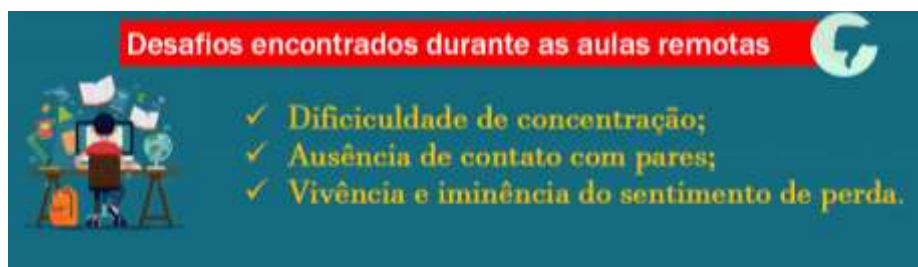 Desafios encontrados durante as aulas remotas
✓ Dificiculdade de concentração;
✓ Ausência de contato com pares;
✓ Vivência e iminência do sentimento de perda.